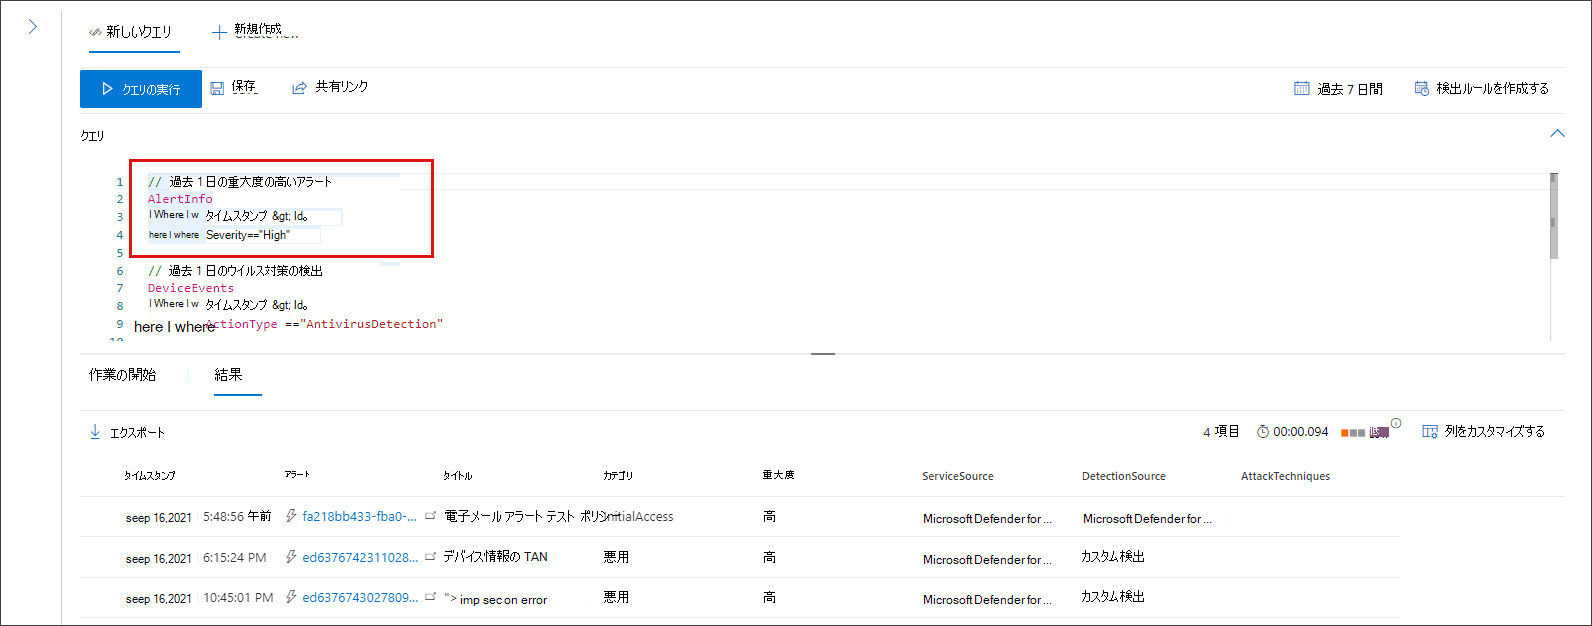 新しいクエリ 新規作成
クエリの実行 保存 共有リンク 過去 7 日間 検出ルールを作成する
クエリ
1 // 過去 1 日の重大度の高いアラート
2 AlertInfo
3 I Where I w タイムスタンプ &gt; Id。
4 here I where Severity=="High"
5
6 // 過去 1 日のウイルス対策の検出
7 DeviceEvents
8 I Where I w タイムスタンプ &gt; Id。
9 here I where ActionType =="AntivirusDetection"
10
作業の開始 結果
エクスポート 4 項目 00:00.094 列をカスタマイズする
タイムスタンプ アラート タイトル カテゴリ 重大度 ServiceSource DetectionSource AttackTechniques
seep 16,2021 5:48:56 午前 fa218bb433-fba0-... 電子メール アラート テスト ポリシー InitialAccess 高 Microsoft Defender for ... Microsoft Defender for ...
seep 16,2021 6:15:24 PM ed6376742311028... デバイス情報の TAN 悪用 高 Microsoft Defender for ... カスタム検出
seep 16,2021 10:45:01 PM ed6376743027809... "> imp sec on error 悪用 高 Microsoft Defender for ... カスタム検出